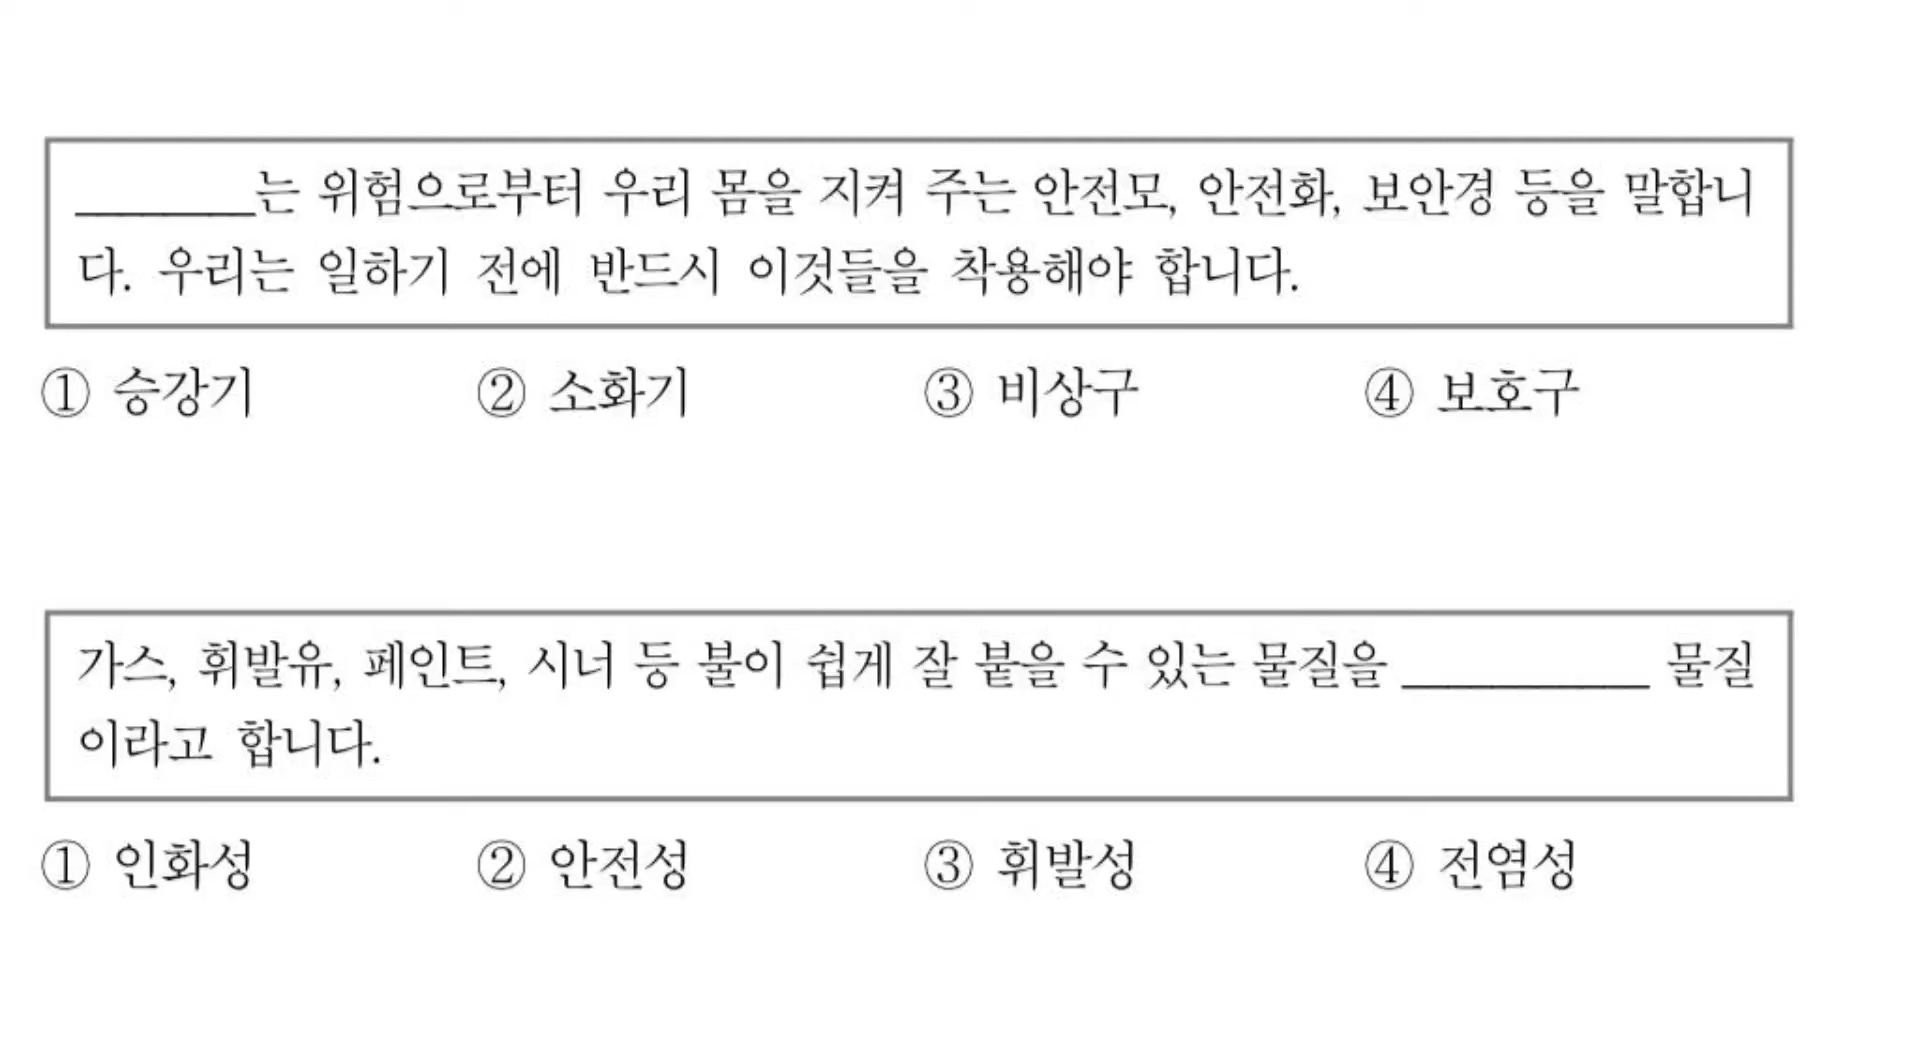 _______는 위험으로부터 우리 몸을 지켜 주는 안전모, 안전화, 보안경 등을 말합니
다. 우리는 일하기 전에 반드시 이것들을 착용해야 합니다.
① 승강기 ② 소화기 ③ 비상구 ④ 보호구
가스, 휘발유, 페인트, 시너 등 불이 쉽게 잘 붙을 수 있는 물질을 _________ 물질
이라고 합니다.
① 인화성 ② 안전성 ③ 휘발성 ④ 전염성